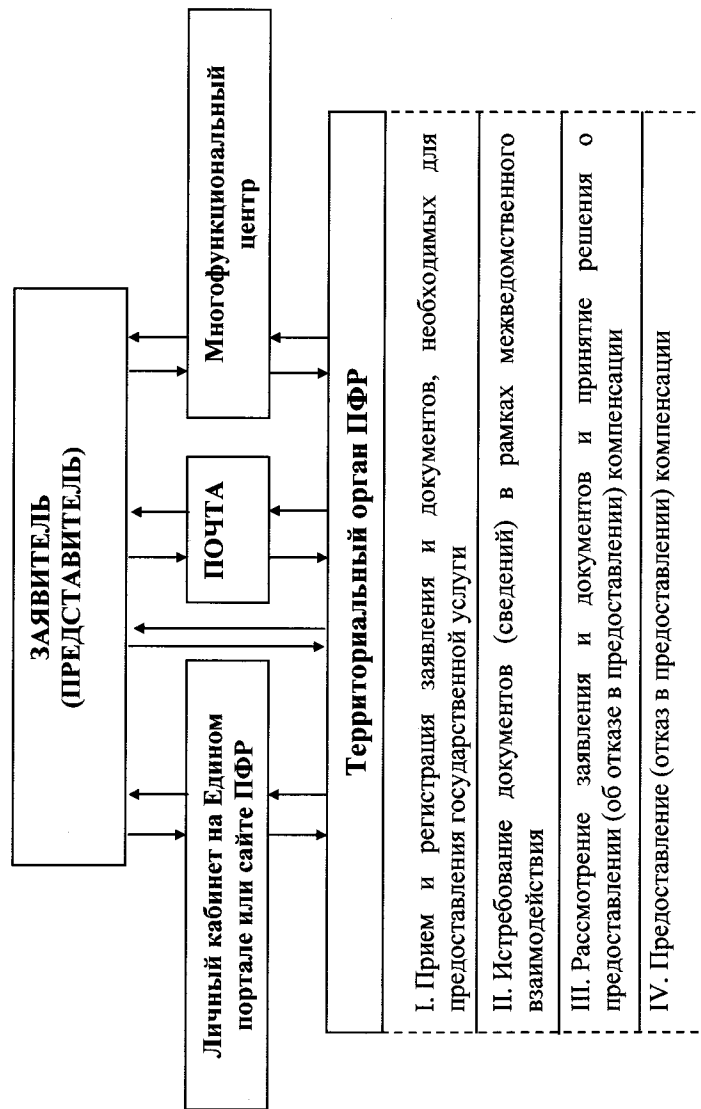 ЗАЯВИТЕЛЬ
(ПРЕДСТАВИТЕЛЬ)
Личный кабинет на Едином
портале или сайте ПФР
ПОЧТА
Многофункциональный
центр
Территориальный орган ПФР
I. Прием и регистрация заявления и документов, необходимых для
предоставления государственной услуги
II. Истребование документов (сведений) в рамках межведомственного
взаимодействия
III. Рассмотрение заявления и документов и принятие решения о
предоставлении (об отказе в предоставлении) компенсации
IV. Предоставление (отказ в предоставлении) компенсации